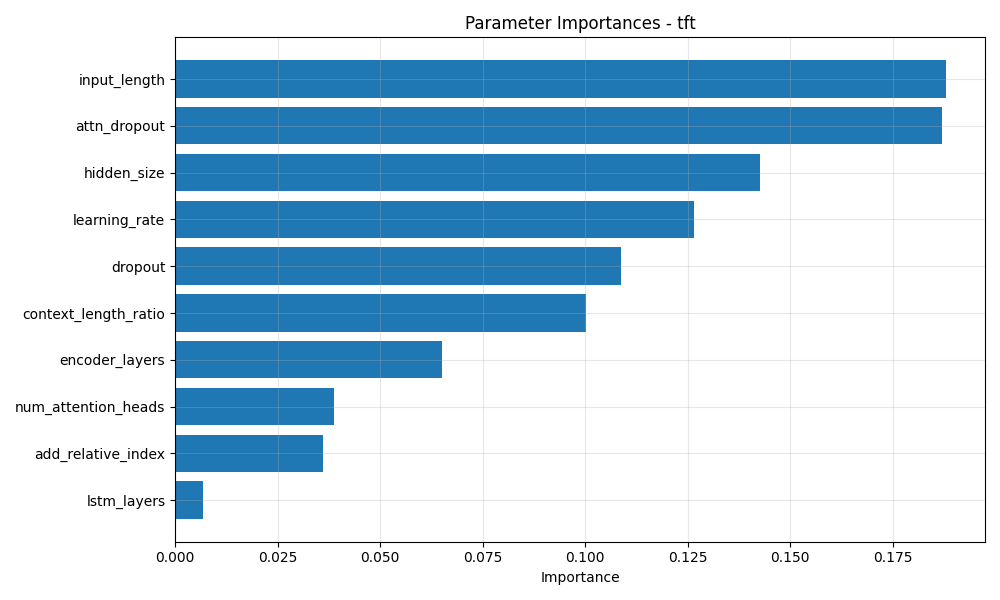 Parameter Importances - tft
input_length
attn_dropout
hidden_size
learning_rate
dropout
context_length_ratio
encoder_layers
num_attention_heads
add_relative_index
lstm_layers
0.000 0.025 0.050 0.075 0.100 0.125 0.150 0.175
Importance